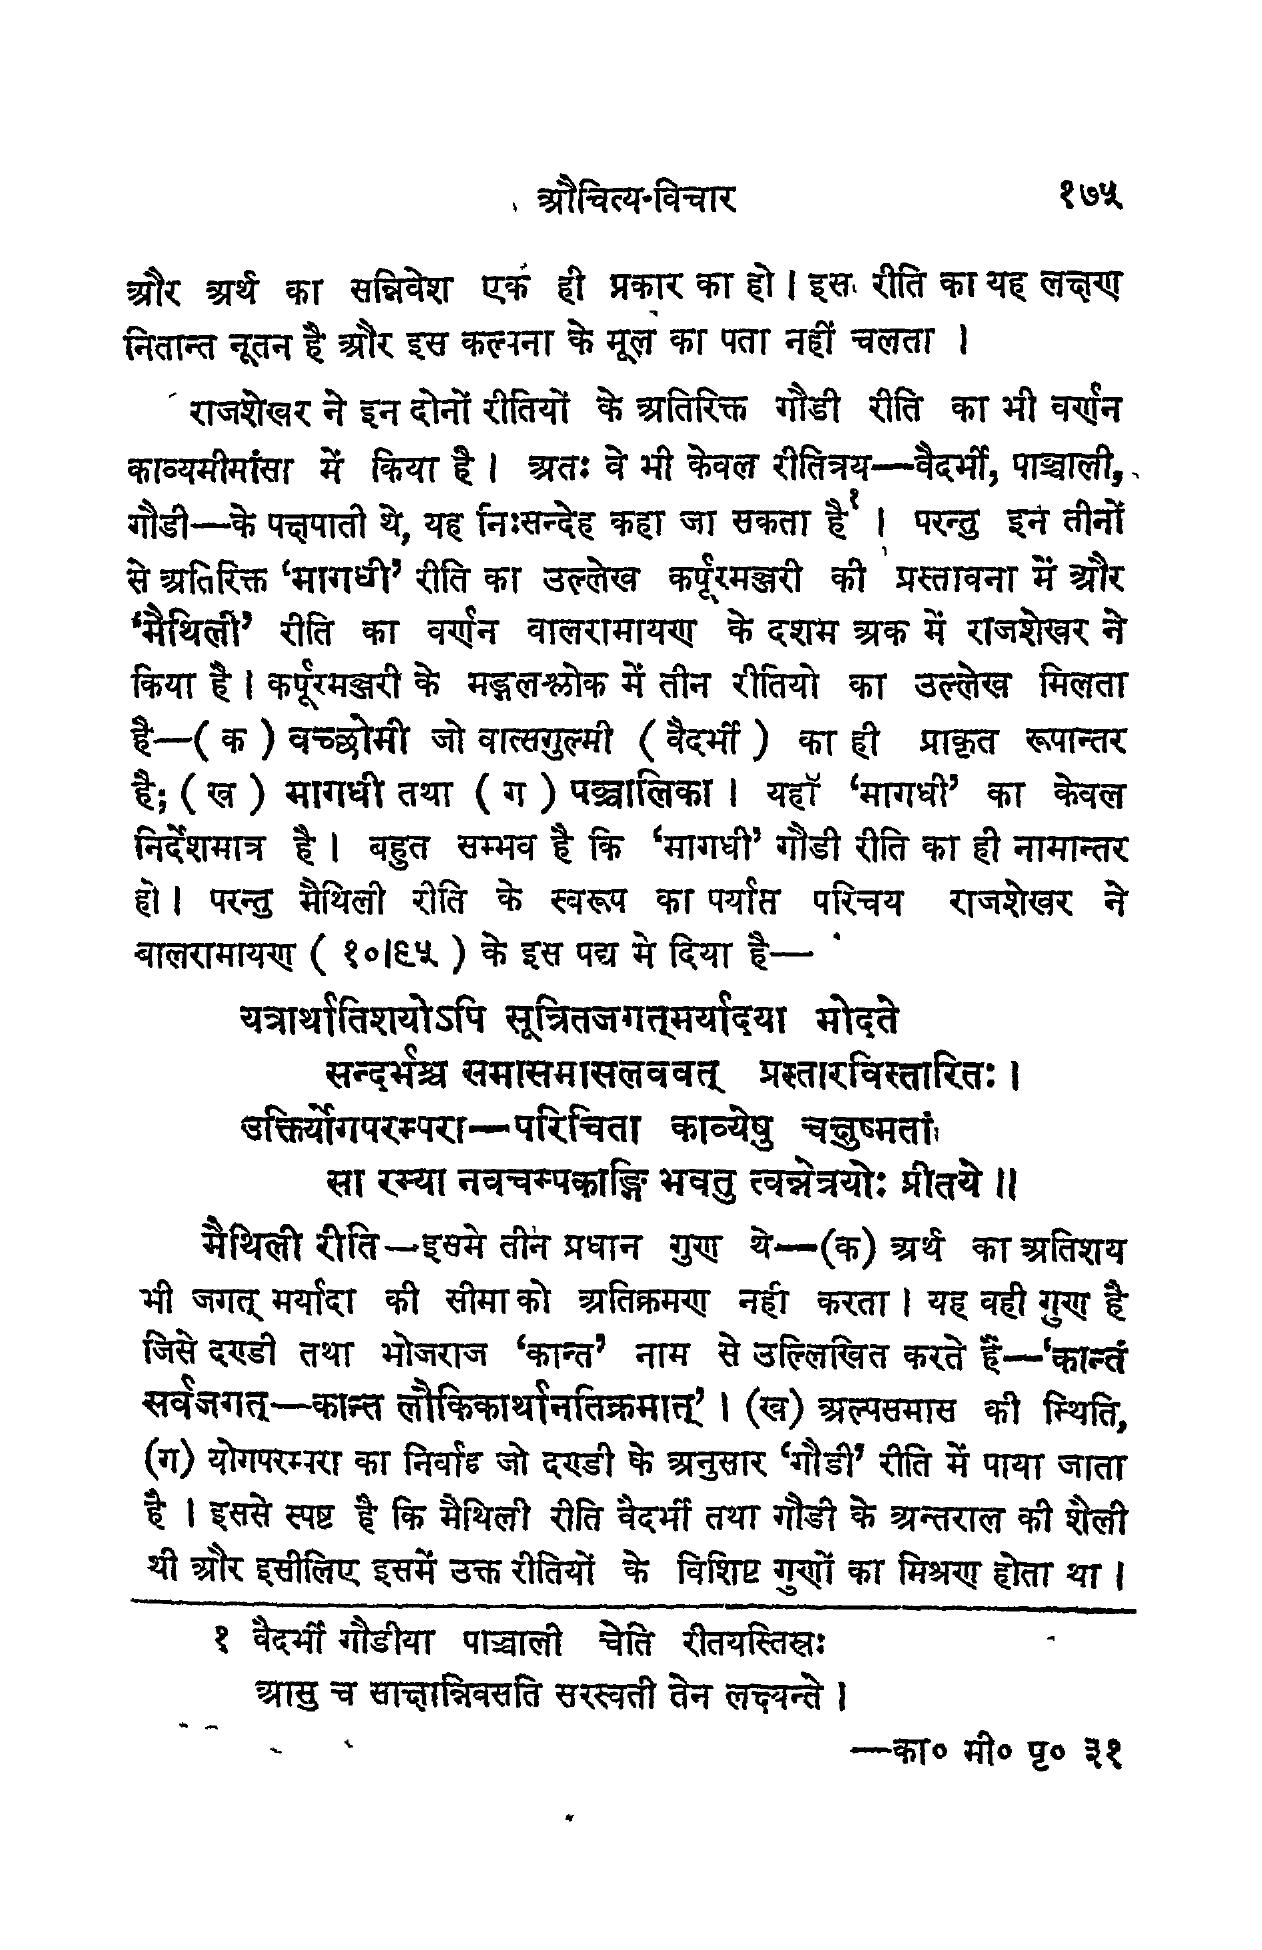 औचित्य-विचार १७५
और अर्थ का सन्निवेश एक ही प्रकार का हो। इस रीति का यह लक्षण
नितान्त नूतन है और इस कल्पना के मूल का पता नहीं चलता ।
राजशेखर ने इन दोनों रीतियों के अतिरिक्त गौडी रीति का भी वर्णन
काव्यमीमांसा में किया है । अतः वे भी केवल रीतित्रय—वैदर्भी, पाञ्चाली,
गौडी—के पक्षपाती थे, यह निःसन्देह कहा जा सकता है१ । परन्तु इन तीनों
से अतिरिक्त ‘मागधी’ रीति का उल्लेख कर्पूरमञ्जरी की प्रस्तावना में और
‘मैथिली’ रीति का वर्णन बालरामायण के दशम अक में राजशेखर ने
किया है । कर्पूरमञ्जरी के मङ्गलश्लोक में तीन रीतियो का उल्लेख मिलता
है—( क ) वच्छोमी जो वात्सगुल्मी ( वैदर्भी ) का ही प्राकृत रूपान्तर
है; ( ख ) मागधी तथा ( ग ) पञ्चालिका । यहाॅ ‘मागधी’ का केवल
निर्देशमात्र है । बहुत सम्भव है कि ‘मागधी’ गौडी रीति का ही नामान्तर
हो । परन्तु मैथिली रीति के स्वरूप का पर्याप्त परिचय राजशेखर ने
बालरामायण ( १०।९५ ) के इस पद्य मे दिया है—
यत्रार्थातिशयोऽपि सूत्रितजगत्मर्यादया मोदते
सन्दर्भश्च समासमासलववत् प्रस्तारविस्तारितः ।
उक्तिर्योगपरम्परा—परिचिता काव्येषु चक्षुष्मतां
सा रम्या नवचम्पकाङ्गि भवतु त्वन्नेत्रयोः प्रीतये ॥
मैथिली रीति—इसमे तीन प्रधान गुण थे—(क) अर्थ का अतिशय
भी जगत् मर्यादा की सीमा को अतिक्रमण नहीं करता । यह वही गुण है
जिसे दण्डी तथा भोजराज ‘कान्त’ नाम से उल्लिखित करते हैं—‘कान्तं
सर्वजगत्—कान्त लौकिकार्थानतिक्रमात्’ । (ख) अल्पसमास की स्थिति,
(ग) योगपरम्परा का निर्वाह जो दण्डी के अनुसार ‘गौडी’ रीति में पाया जाता
है । इससे स्पष्ट है कि मैथिली रीति वैदर्भी तथा गौडी के अन्तराल की शैली
थी और इसीलिए इसमें उक्त रीतियों के विशिष्ट गुणों का मिश्रण होता था ।
१ वैदर्भी गौडीया पाञ्चाली चेति रीतयस्तिस्रः
आसु च साक्षान्निवसति सरस्वती तेन लक्ष्यन्ते ।
—का० मी० पृ० ३१